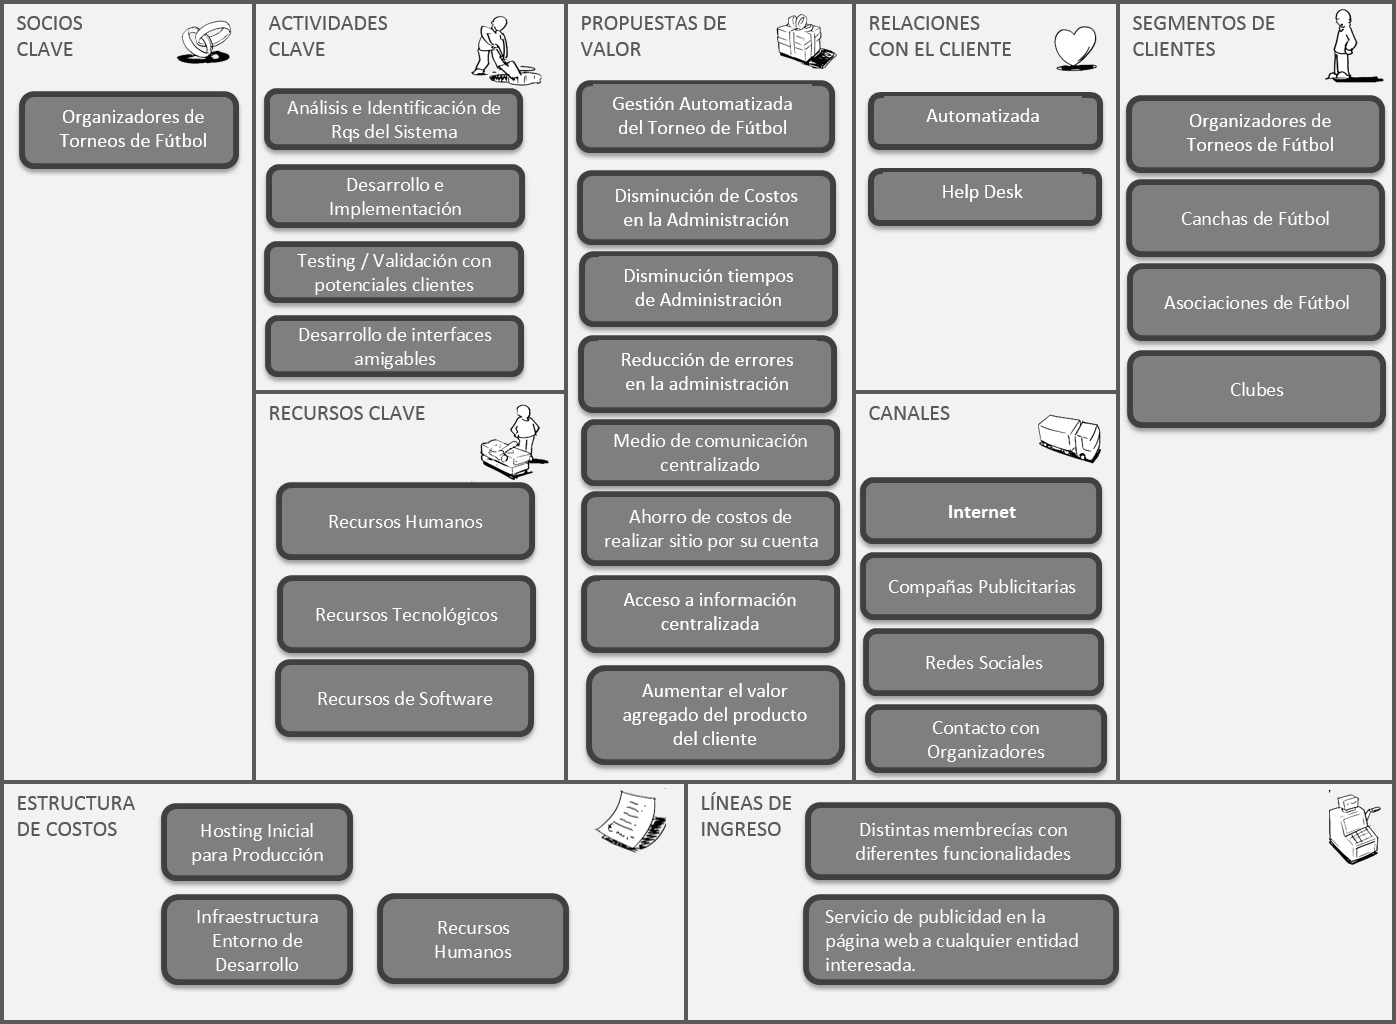 SOCIOS
CLAVE
Organizadores de
Torneos de Fútbol
ACTIVIDADES
CLAVE
Análisis e Identificación de
Rqs del Sistema
Desarrollo e
Implementación
Testing / Validación con
potenciales clientes
Desarrollo de interfaces
amigables
RECURSOS CLAVE
Recursos Humanos
Recursos Tecnológicos
Recursos de Software
PROPUESTAS DE
VALOR
Gestión Automatizada
del Torneo de Fútbol
Disminución de Costos
en la Administración
Disminución tiempos
de Administración
Reducción de errores
en la administración
Medio de comunicación
centralizado
Ahorro de costos de
realizar sitio por su cuenta
Acceso a información
centralizada
Aumentar el valor
agregado del producto
del cliente
RELACIONES
CON EL CLIENTE
Automatizada
Help Desk
CANALES
Internet
Compañas Publicitarias
Redes Sociales
Contacto con
Organizadores
SEGMENTOS DE
CLIENTES
Organizadores de
Torneos de Fútbol
Canchas de Fútbol
Asociaciones de Fútbol
Clubes
ESTRUCTURA
DE COSTOS
Hosting Inicial
para Producción
Infraestructura
Entorno de
Desarrollo
Recursos
Humanos
LÍNEAS DE
INGRESO
Distintas membrecías con
diferentes funcionalidades
Servicio de publicidad en la
página web a cualquier entidad
interesada.